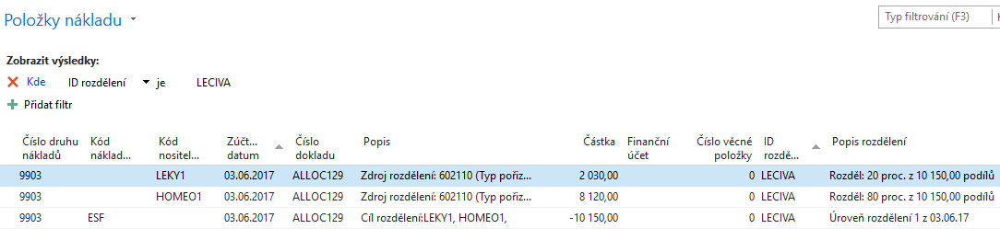 Položky nákladu
Typ filtrování (F3)
Zobrazit výsledky:
Kde ID rozdělení je LECIVA
Přidat filtr
Číslo druhu nákladů Kód náklad... Kód nositel... Zúčt... datum Číslo dokladu Popis Částka Finanční účet Číslo věcné položky ID rozdě... Popis rozdělení
9903 LEKY1 03.06.2017 ALLOC129 Zdroj rozdělení: 602110 (Typ pořiz... 2 030,00 0 LECIVA Rozděl: 20 proc. z 10 150,00 podílů
9903 HOMEO1 03.06.2017 ALLOC129 Zdroj rozdělení: 602110 (Typ pořiz... 8 120,00 0 LECIVA Rozděl: 80 proc. z 10 150,00 podílů
9903 ESF 03.06.2017 ALLOC129 Cíl rozdělení:LEKY1, HOMEO1, -10 150,00 0 LECIVA Úroveň rozdělení 1 z 03.06.17